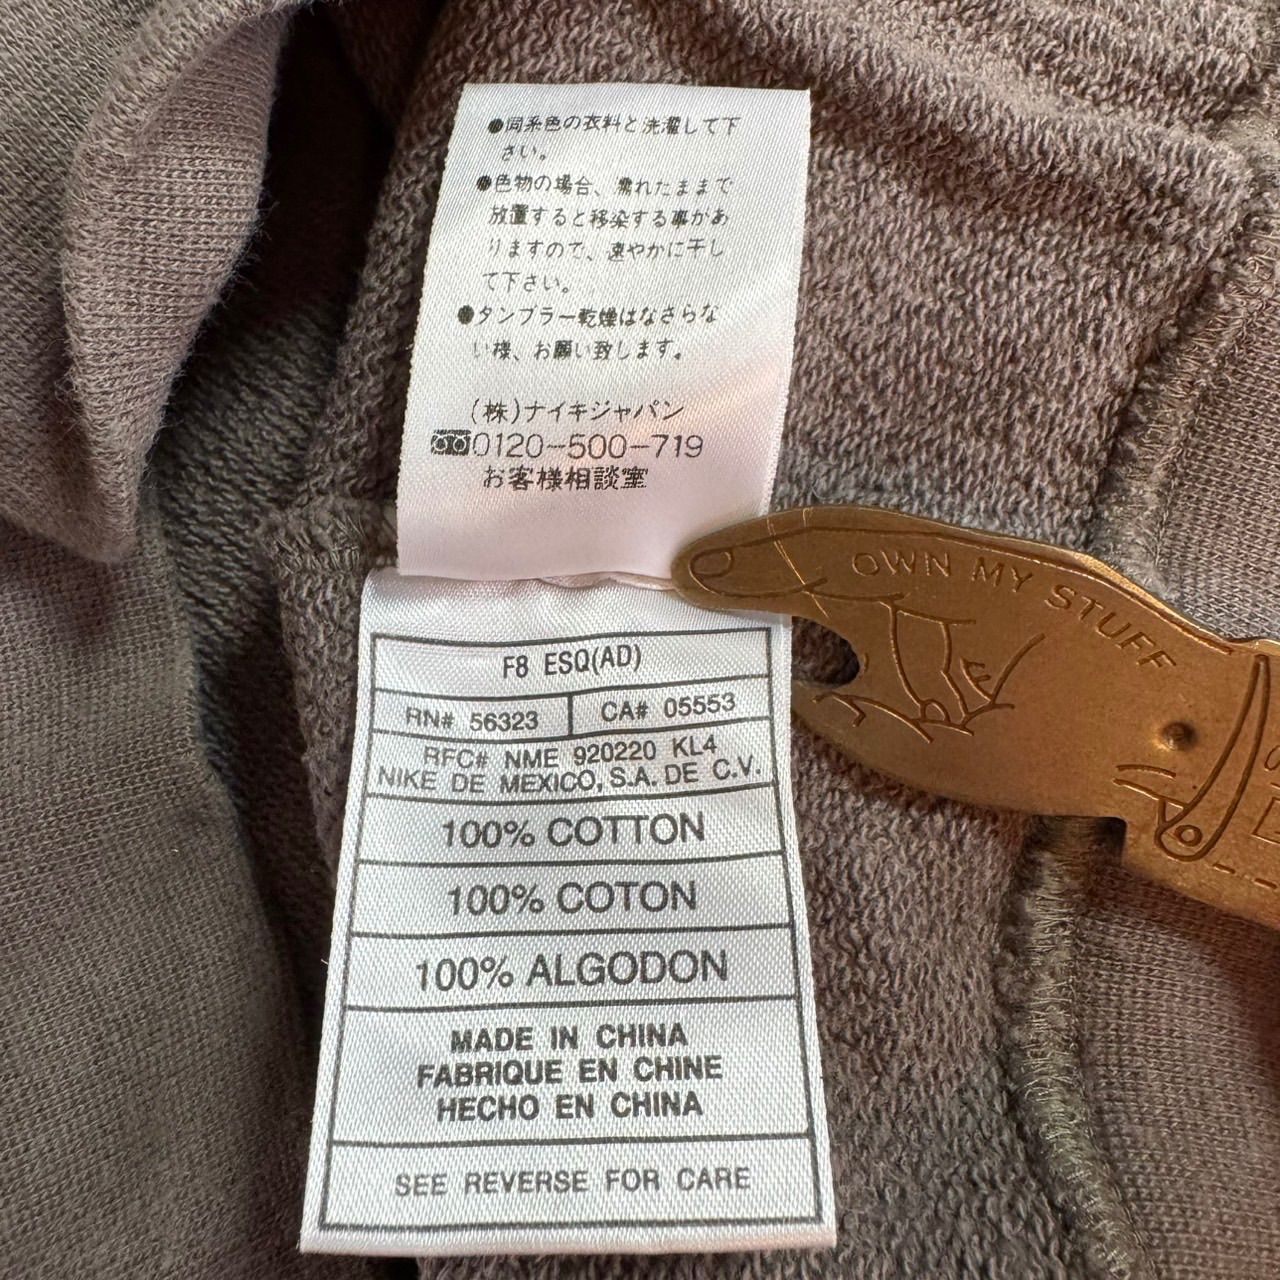 ●同系色の衣料と洗濯して下
さい。
●色物の場合、濡れたままで
放置すると移染する事があ
りますので、速やかに干し
て下さい。
●タンブラー乾燥はなさらな
い様、お願い致します。
(株)ナイキジャパン
0120-500-719
お客様相談室
OWN MY STUFF
F8 ESQ(AD)
RN# 56323 CA# 05553
RFC# NME 920220 KL4
NIKE DE MEXICO, S.A. DE C.V.
100% COTTON
100% COTON
100% ALGODON
MADE IN CHINA
FABRIQUE EN CHINE
HECHO EN CHINA
SEE REVERSE FOR CARE